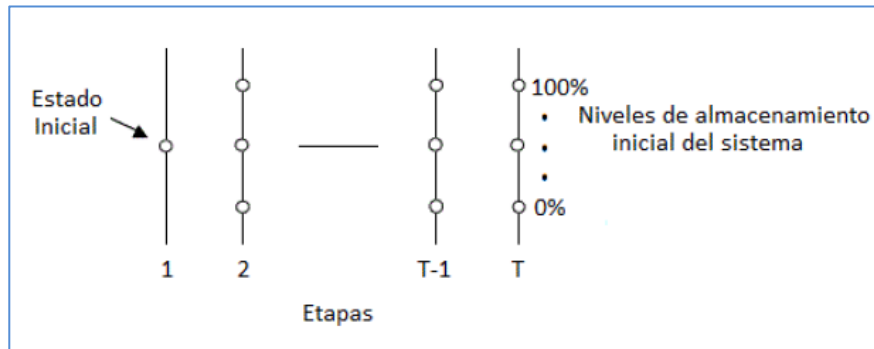 Estado
Inicial
100%
Niveles de almacenamiento
inicial del sistema
0%
1
2
T-1
T
Etapas